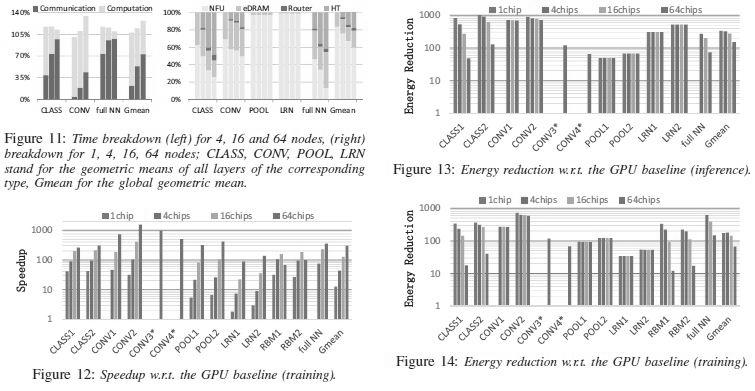 Communication Computation
140%
105%
70%
35%
0%
CLASS CONV full NN Gmean
NFU eDRAM Router HT
100%
80%
60%
40%
20%
0%
CLASS CONV POOL LRN full NN Gmean
Figure 11: Time breakdown (left) for 4, 16 and 64 nodes, (right)
breakdown for 1, 4, 16, 64 nodes; CLASS, CONV, POOL, LRN
stand for the geometric means of all layers of the corresponding
type, Gmean for the global geometric mean.
1chip 4chips 16chips 64chips
Speedup
1000
100
10
1
CLASS1 CLASS2 CONV1 CONV2 CONV3* CONV4* POOL1 POOL2 LRN1 LRN2 RBM1 RBM2 full NN Gmean
Figure 12: Speedup w.r.t. the GPU baseline (training).
1chip 4chips 16chips 64chips
Energy Reduction
1000
100
10
1
CLASS1 CLASS2 CONV1 CONV2 CONV3* CONV4* POOL1 POOL2 LRN1 LRN2 full NN Gmean
Figure 13: Energy reduction w.r.t. the GPU baseline (inference).
1chip 4chips 16chips 64chips
Energy Reduction
1000
100
10
1
CLASS1 CLASS2 CONV1 CONV2 CONV3* CONV4* POOL1 POOL2 LRN1 LRN2 RBM1 RBM2 full NN Gmean
Figure 14: Energy reduction w.r.t. the GPU baseline (training).